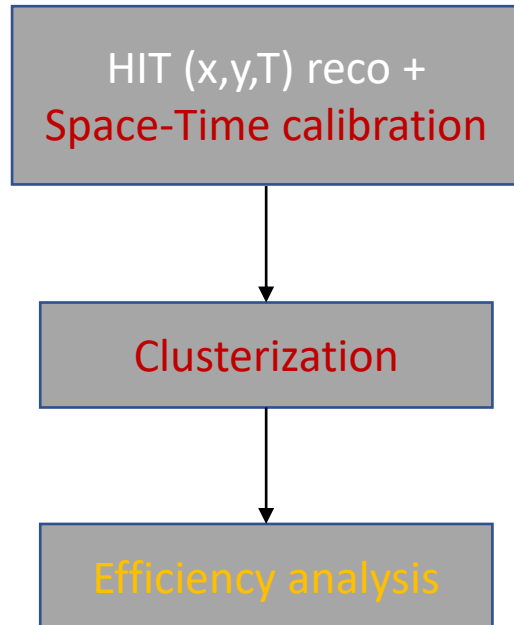 HIT (x,y,T) reco +
Space-Time calibration
Clusterization
Efficiency analysis